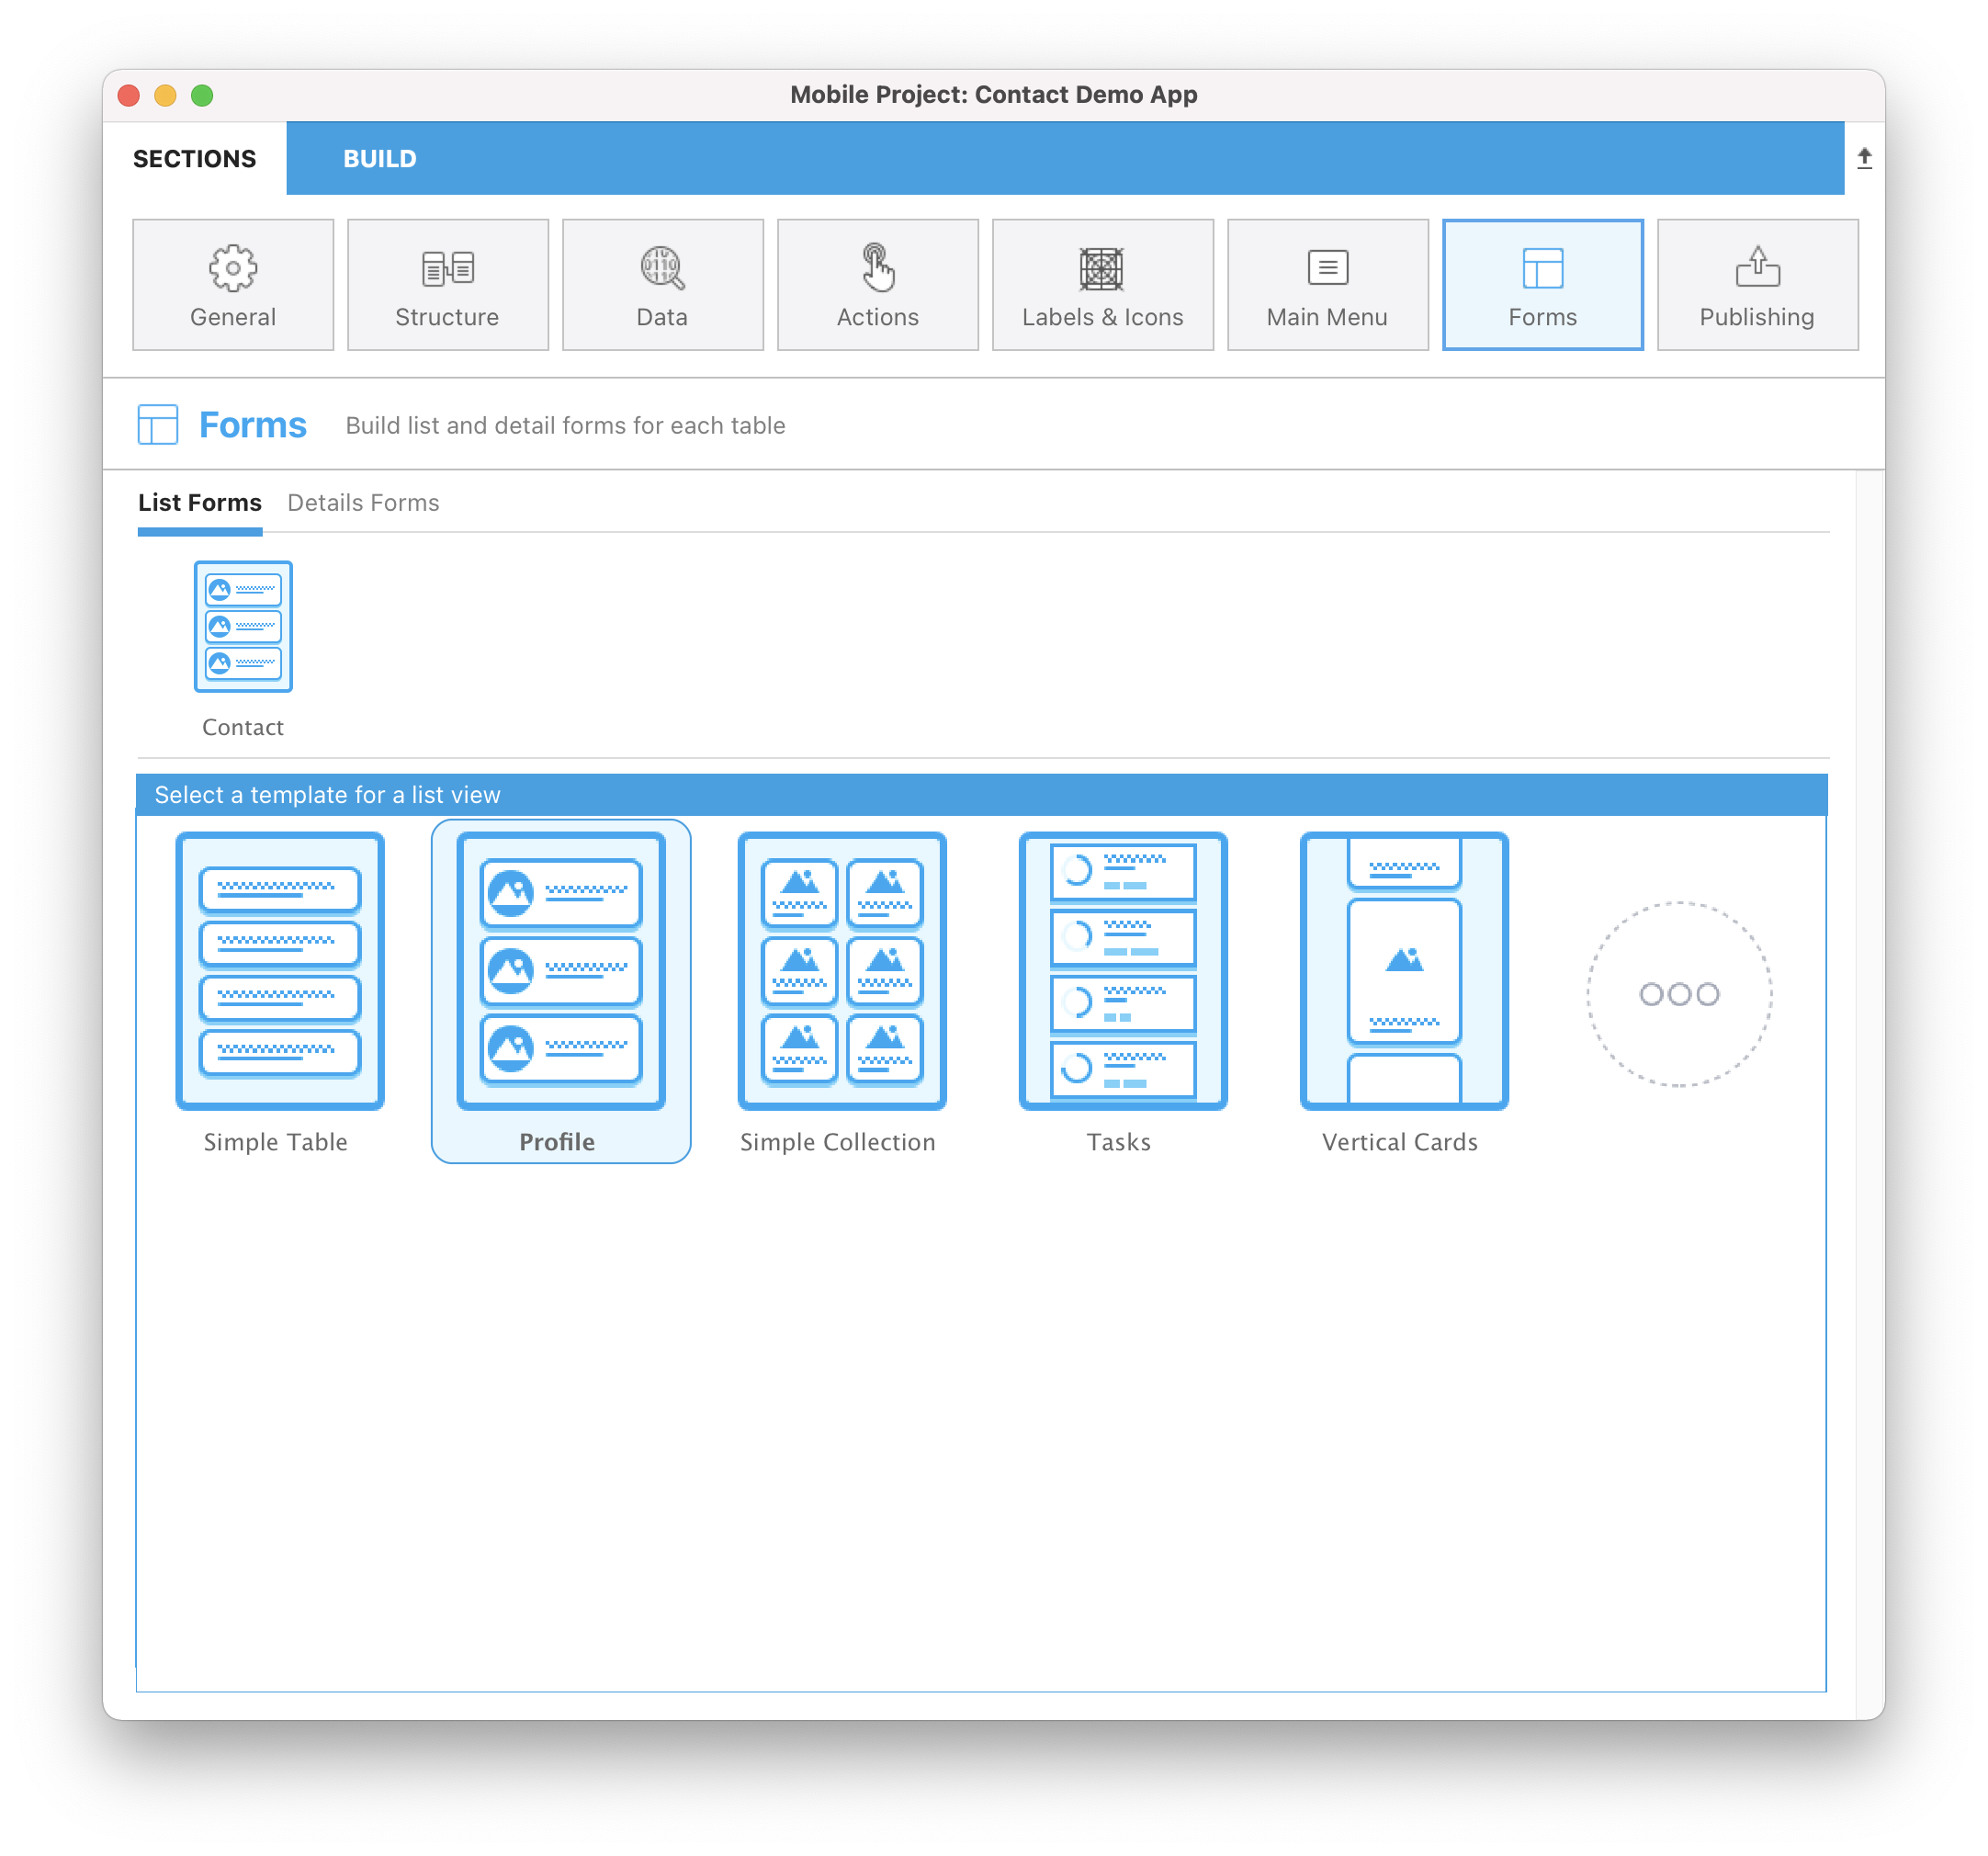 Mobile Project: Contact Demo App
SECTIONS BUILD
General Structure Data Actions Labels & Icons Main Menu Forms Publishing
Forms Build list and detail forms for each table
List Forms Details Forms
Contact
Select a template for a list view
Simple Table Profile Simple Collection Tasks Vertical Cards